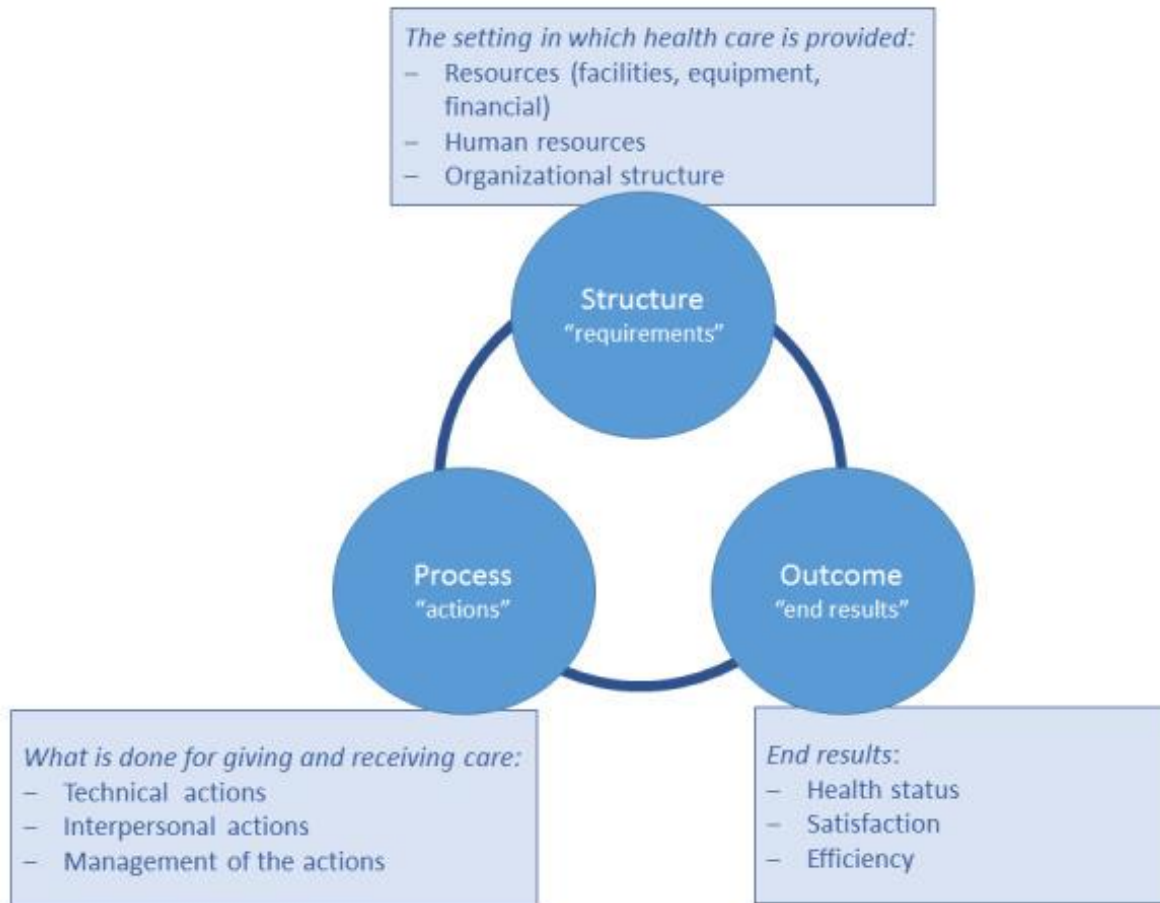 The setting in which health care is provided:
– Resources (facilities, equipment,
financial)
– Human resources
– Organizational structure
Structure
“requirements”
Process
“actions”
Outcome
“end results”
What is done for giving and receiving care:
– Technical actions
– Interpersonal actions
– Management of the actions
End results:
– Health status
– Satisfaction
– Efficiency